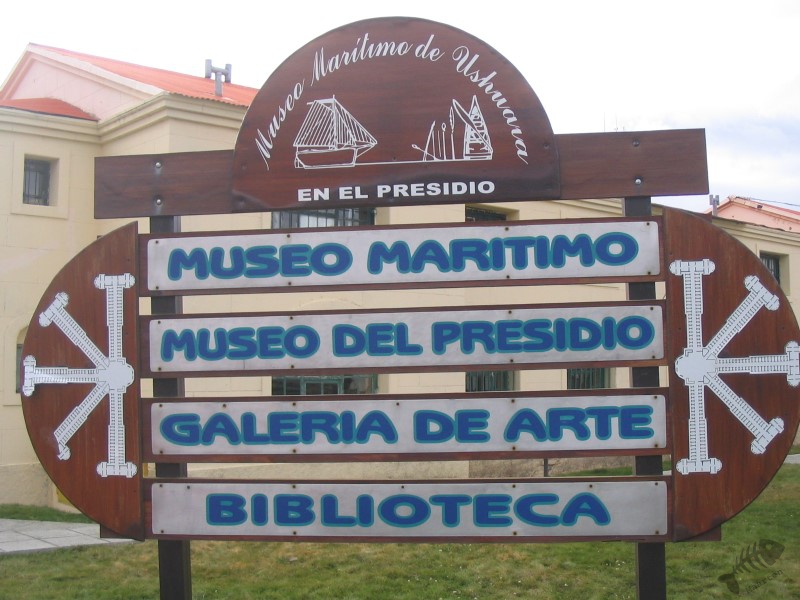 Museo Marítimo de Ushuaia
EN EL PRESIDIO
MUSEO MARITIMO
MUSEO DEL PRESIDIO
GALERIA DE ARTE
BIBLIOTECA